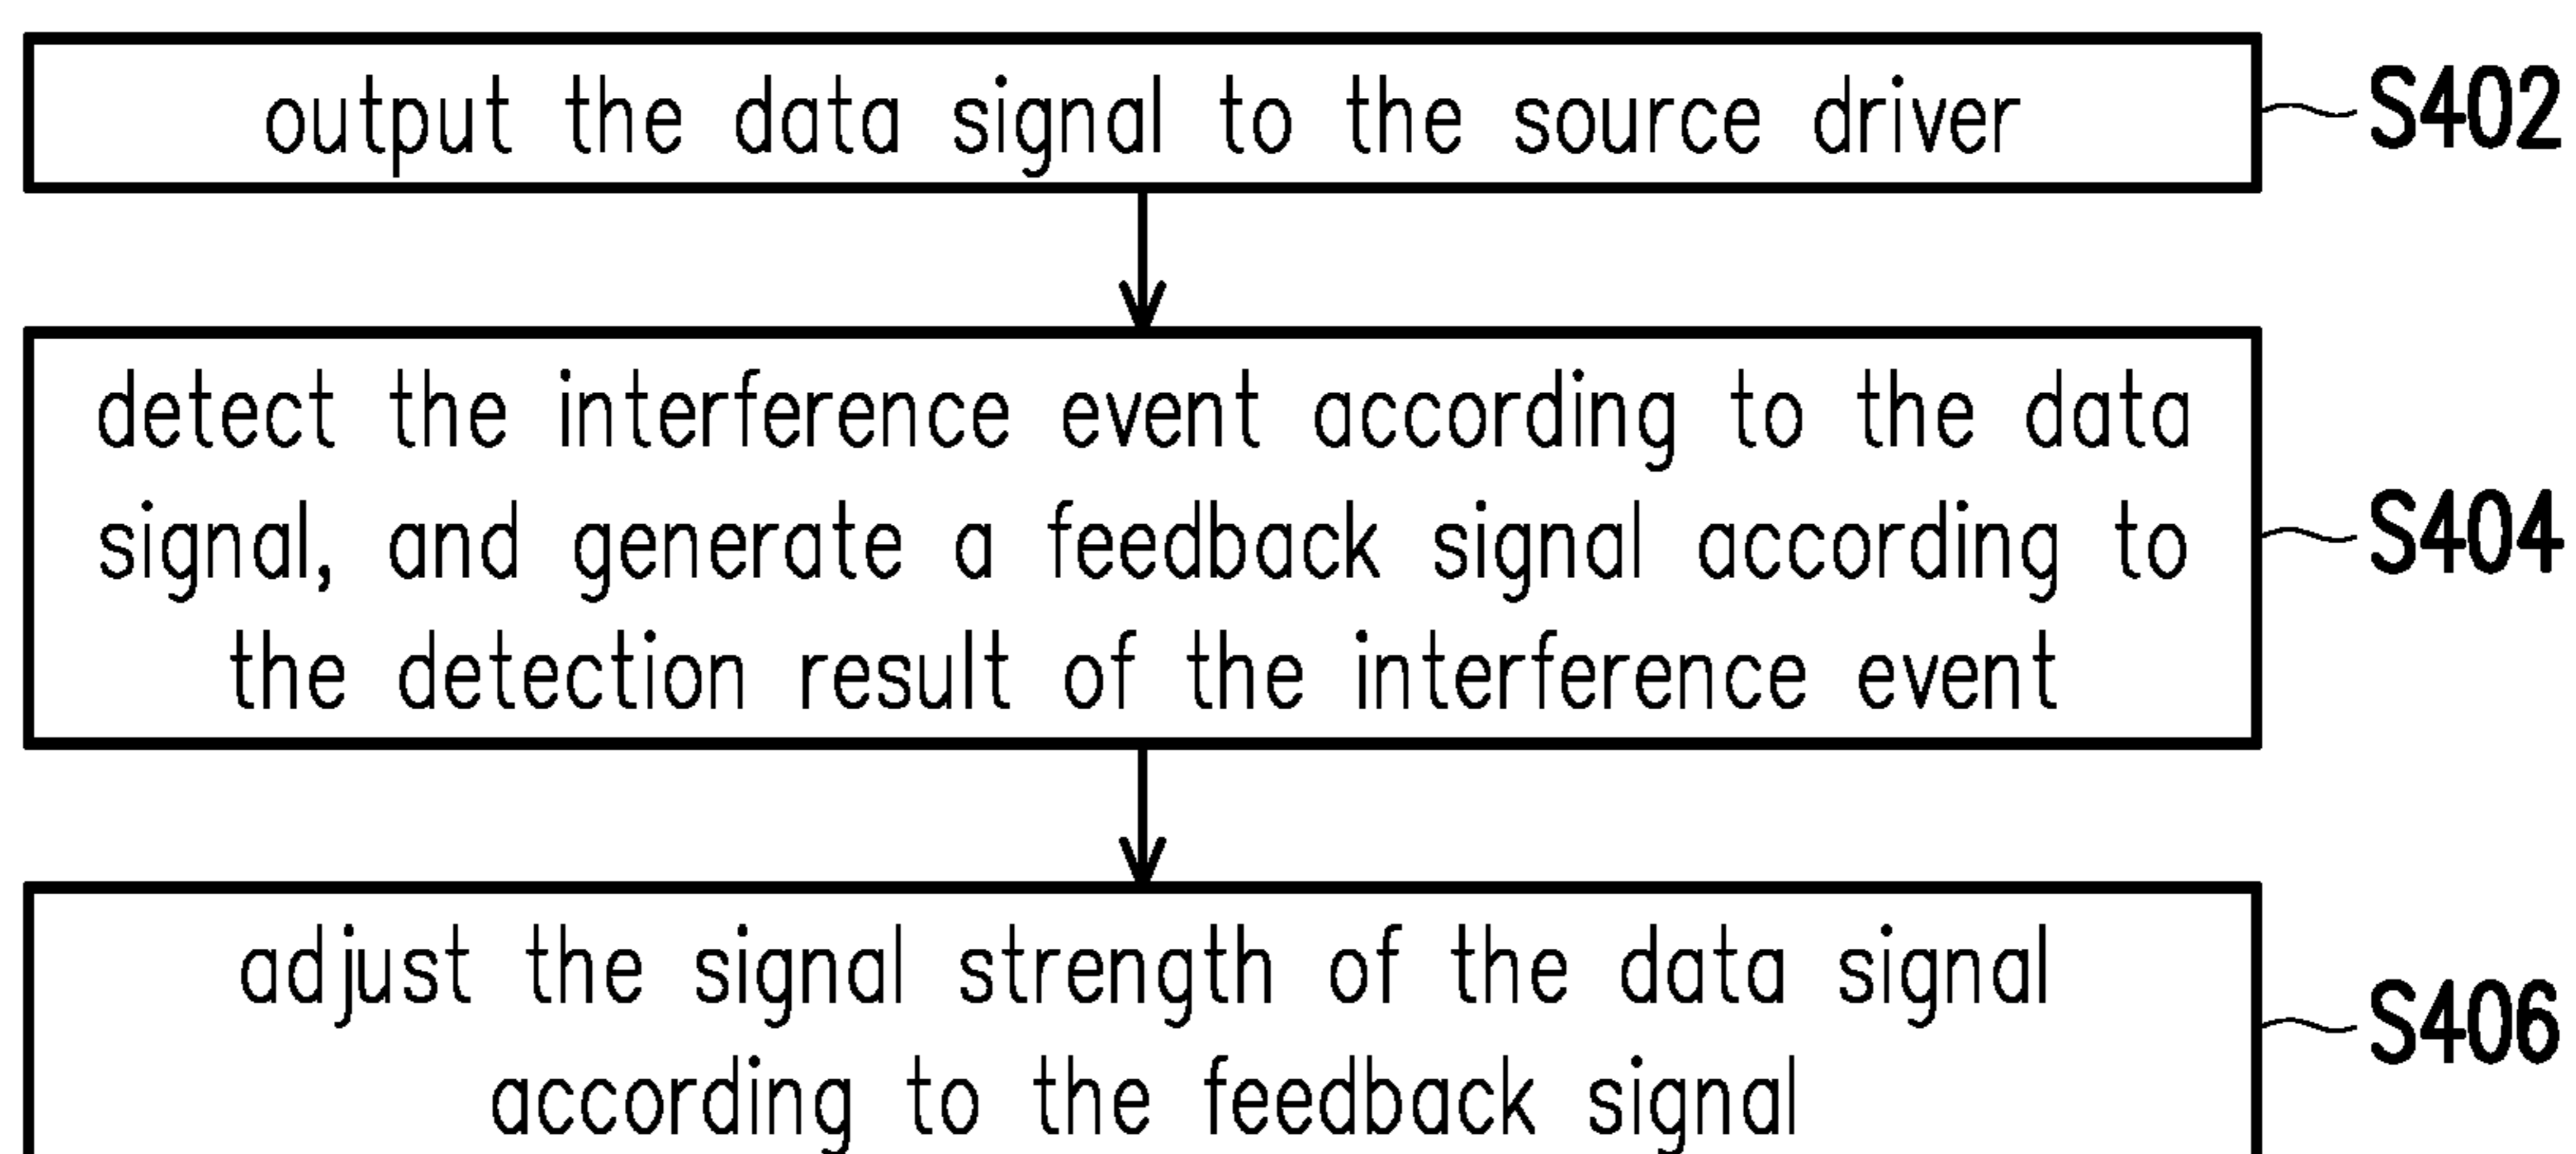 output the data signal to the source driver
S402
detect the interference event according to the data
signal, and generate a feedback signal according to
the detection result of the interference event
S404
adjust the signal strength of the data signal
according to the feedback signal
S406